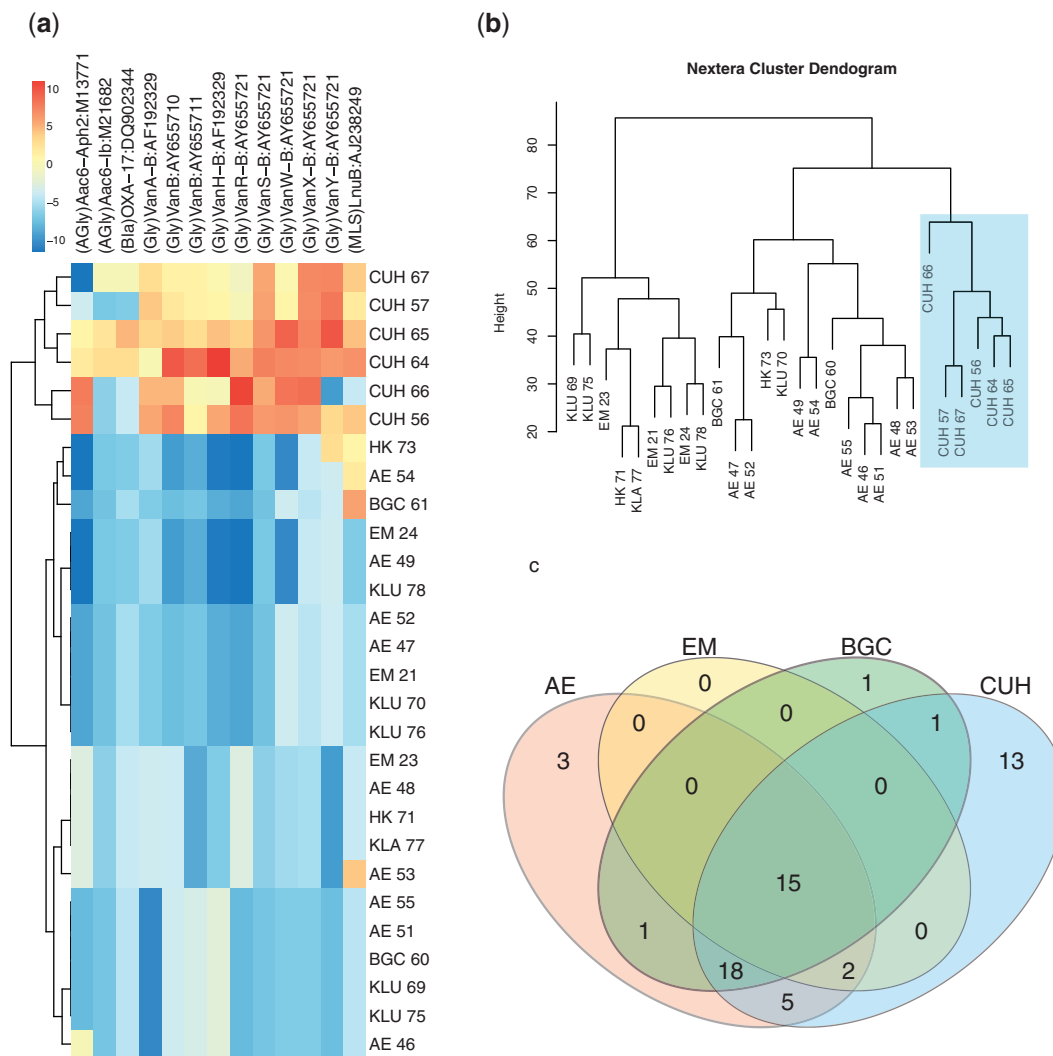 (a)
10
5
0
−5
−10
(AGly)Aac6−Aph2:M13771
(AGly)Aac6−Ib:M21682
(Bla)OXA−17:DQ902344
(Gly)VanA−B:AF192329
(Gly)VanB:AY655710
(Gly)VanB:AY655711
(Gly)VanH−B:AF192329
(Gly)VanR−B:AY655721
(Gly)VanS−B:AY655721
(Gly)VanW−B:AY655721
(Gly)VanX−B:AY655721
(Gly)VanY−B:AY655721
(MLS)LnuB:AJ238249
CUH 67
CUH 57
CUH 65
CUH 64
CUH 66
CUH 56
HK 73
AE 54
BGC 61
EM 24
AE 49
KLU 78
AE 52
AE 47
EM 21
KLU 70
KLU 76
EM 23
AE 48
HK 71
KLA 77
AE 53
AE 55
AE 51
BGC 60
KLU 69
KLU 75
AE 46
(b)
Nextera Cluster Dendogram
Height
80
70
60
50
40
30
20
KLU 69
KLU 75
EM 23
HK 71
KLA 77
EM 21
KLU 76
EM 24
KLU 78
BGC 61
AE 47
AE 52
HK 73
KLU 70
AE 49
AE 54
BGC 60
AE 55
AE 46
AE 51
AE 48
AE 53
CUH 66
CUH 57
CUH 67
CUH 56
CUH 64
CUH 65
c
AE
EM
BGC
CUH
0
1
0
0
1
3
13
0
0
15
1
0
18
2
5